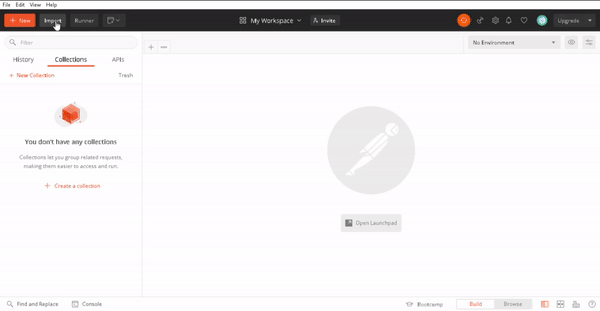 File Edit View Help
+ New Import Runner My Workspace Invite Upgrade
Filter
History Collections APIs
+ New Collection Trash
You don't have any collections
Collections let you group related requests,
making them easier to access and run.
+ Create a collection
+ •••
No Environment
Open Launchpad
Find and Replace Console Bootcamp Build Browse